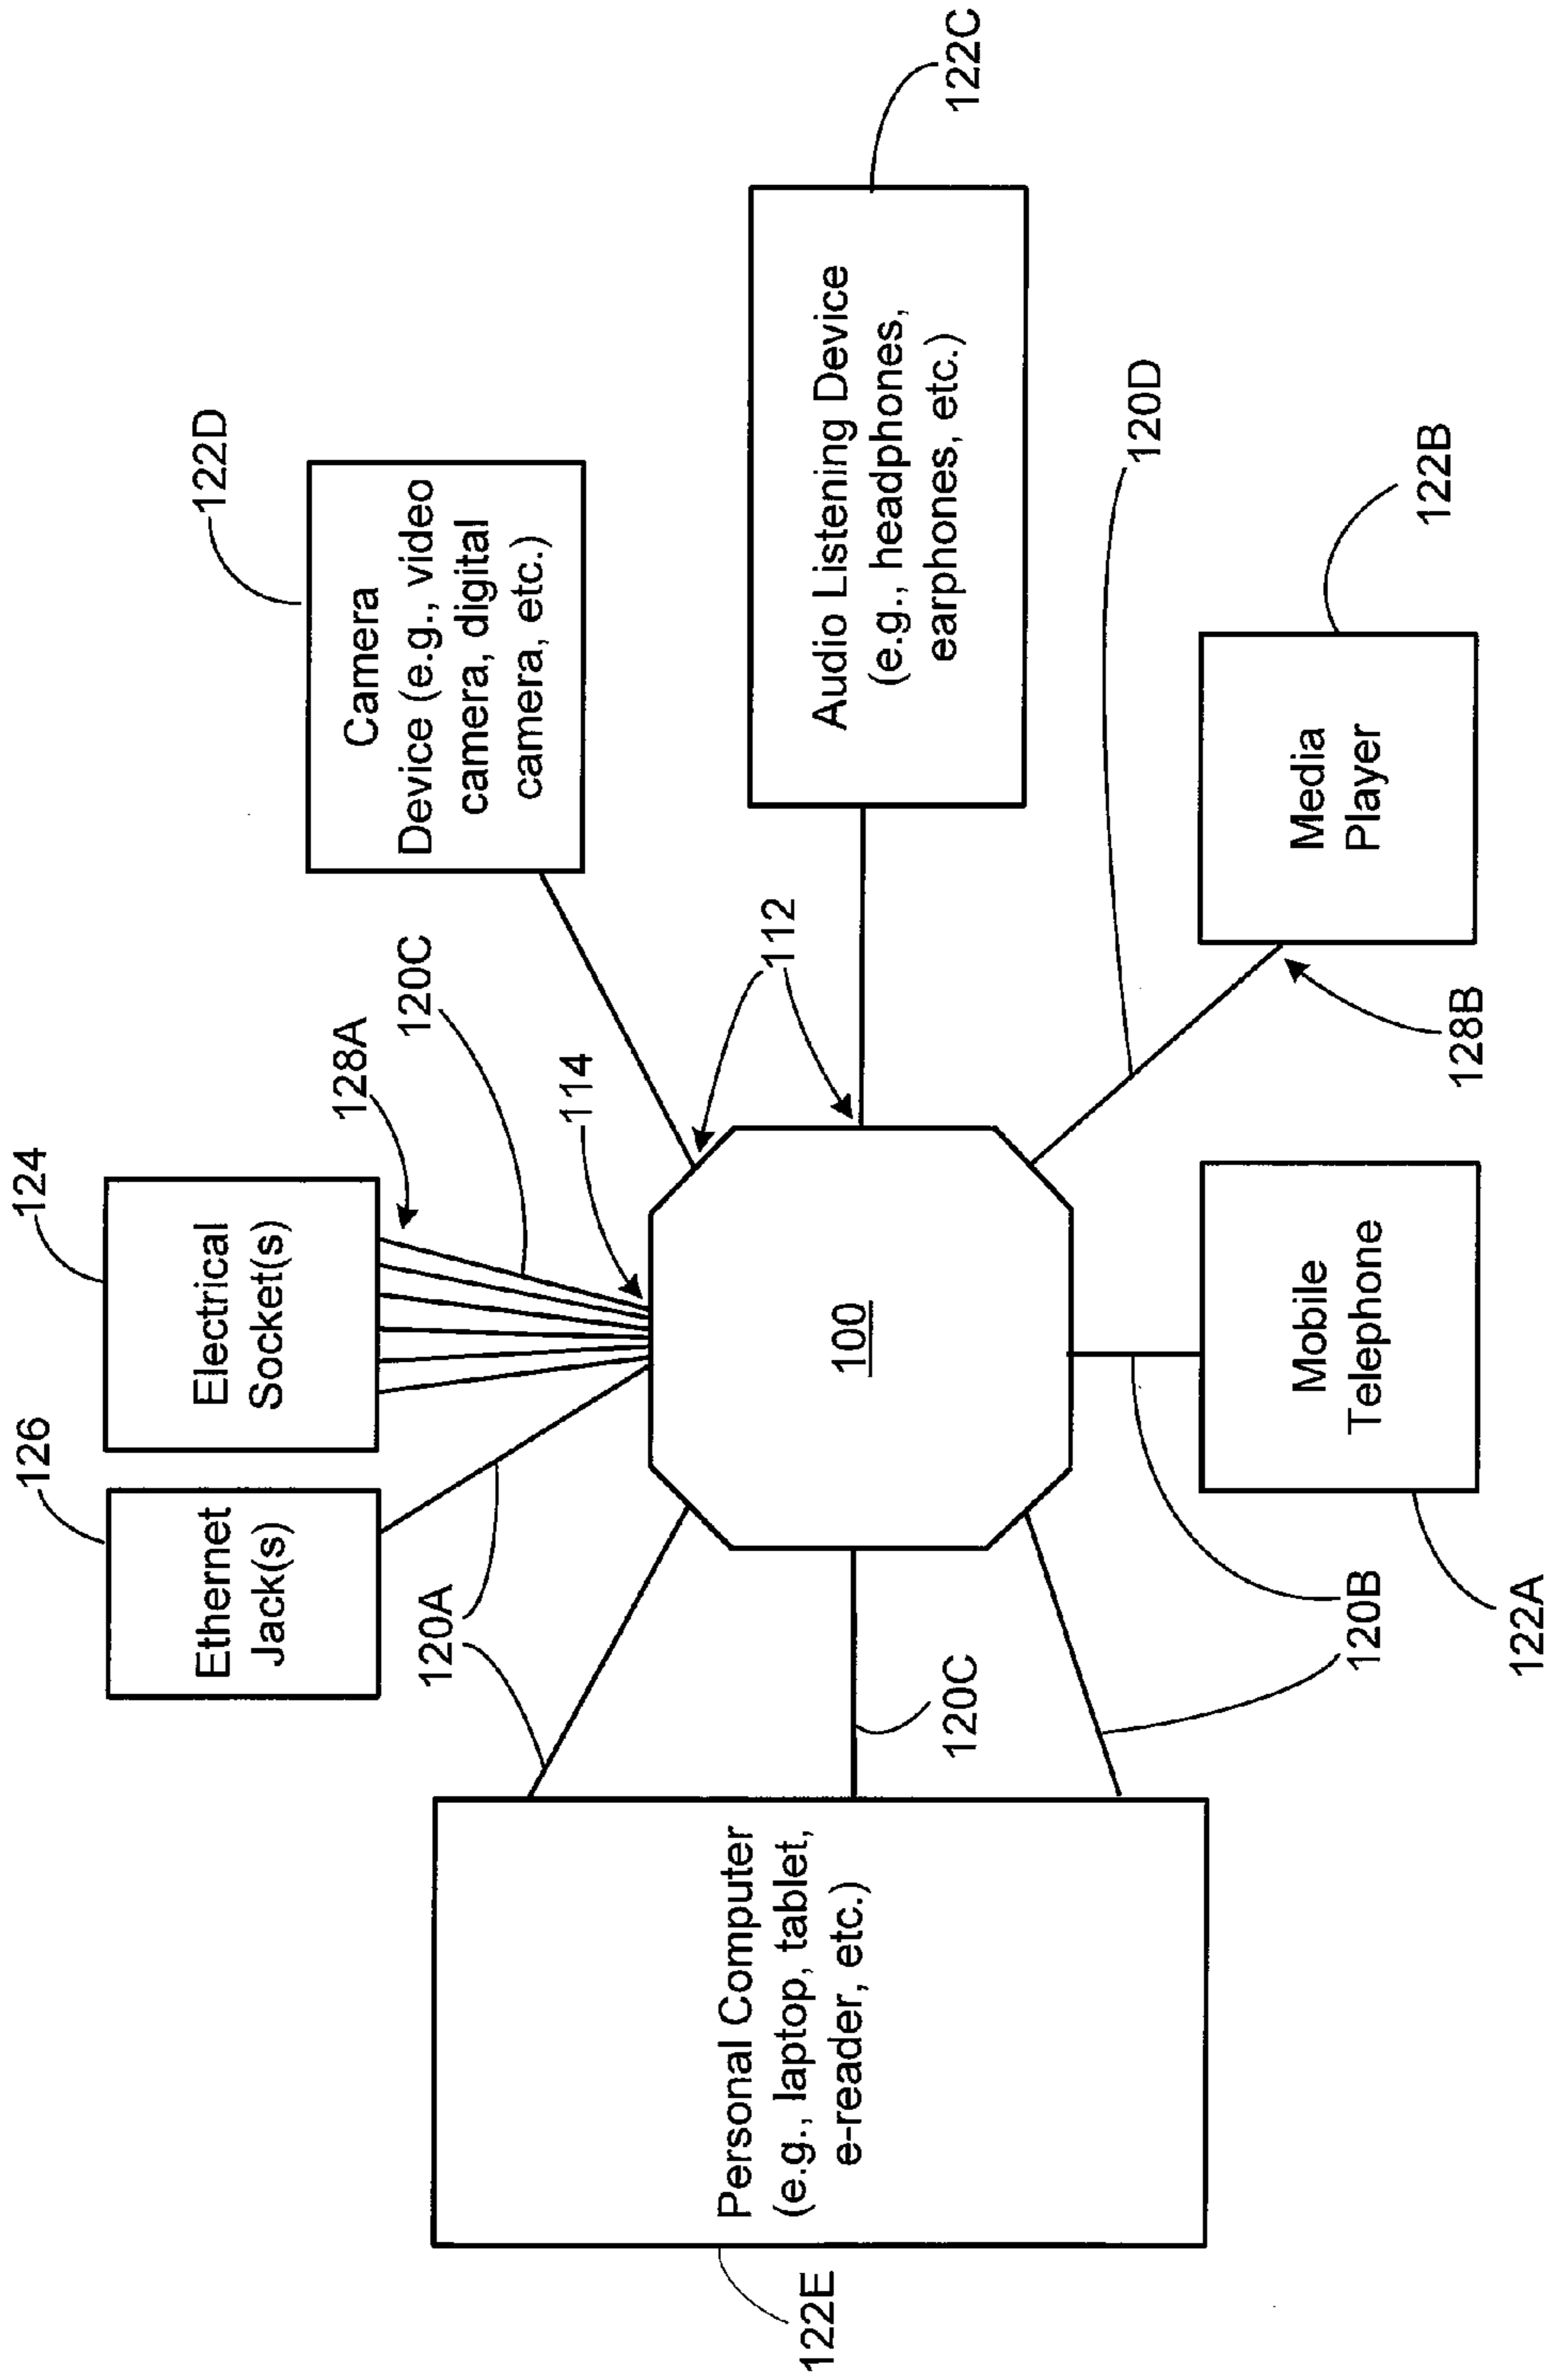 126
124
Ethernet
Jack(s)
Electrical
Socket(s)
128A
120C
122D
Camera
Device (e.g., video
camera, digital
camera, etc.)
120A
114
112
122E
Personal Computer
(e.g., laptop, tablet,
e-reader, etc.)
120C
100
Audio Listening Device
(e.g., headphones,
earphones, etc.)
122C
120D
120B
122A
Mobile
Telephone
128B
Media
Player
122B